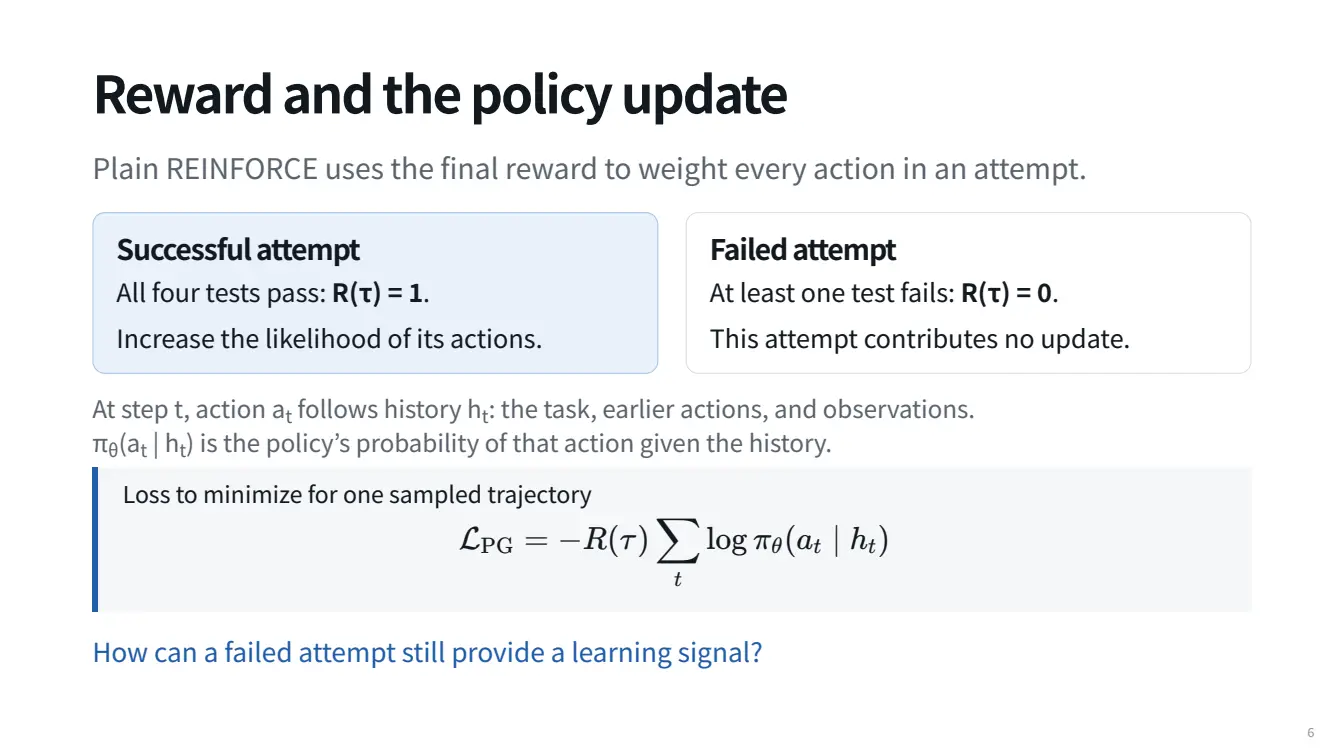 Reward and the policy update
Plain REINFORCE uses the final reward to weight every action in an attempt.
Successful attempt
All four tests pass: R(τ) = 1.
Increase the likelihood of its actions.
Failed attempt
At least one test fails: R(τ) = 0.
This attempt contributes no update.
At step t, action aₜ follows history hₜ: the task, earlier actions, and observations.
π_θ(aₜ | hₜ) is the policy’s probability of that action given the history.
Loss to minimize for one sampled trajectory
ℒ_PG = −R(τ) ∑_t log π_θ(aₜ | hₜ)
How can a failed attempt still provide a learning signal?
6